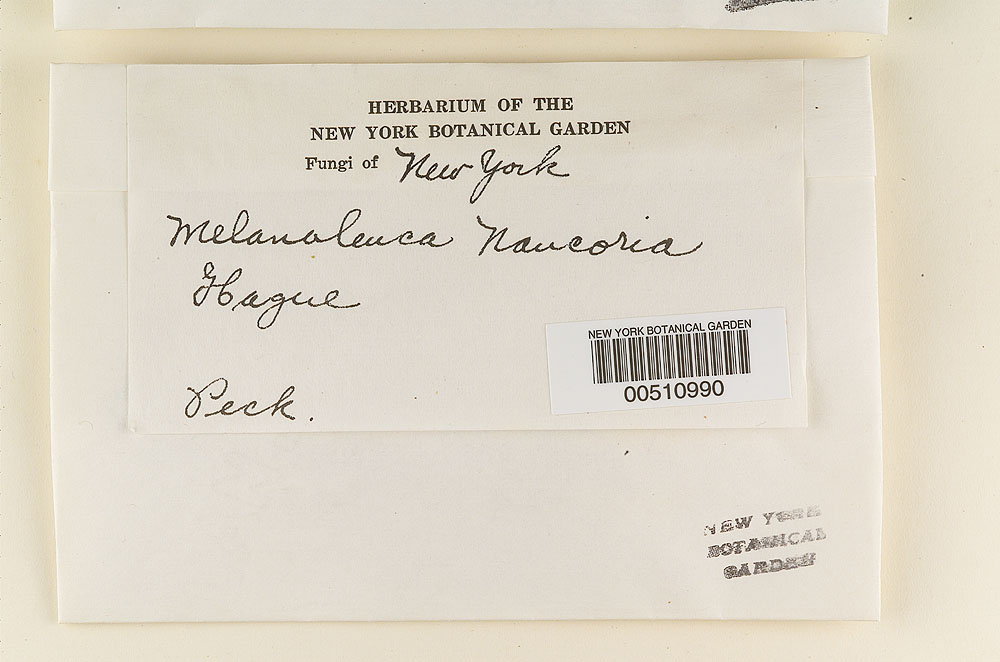 HERBARIUM OF THE
NEW YORK BOTANICAL GARDEN
Fungi of New York
Melanoleuca Naucoria
Hague
Peck.
NEW YORK BOTANICAL GARDEN
00510990
NEW YORK
BOTANICAL
GARDEN